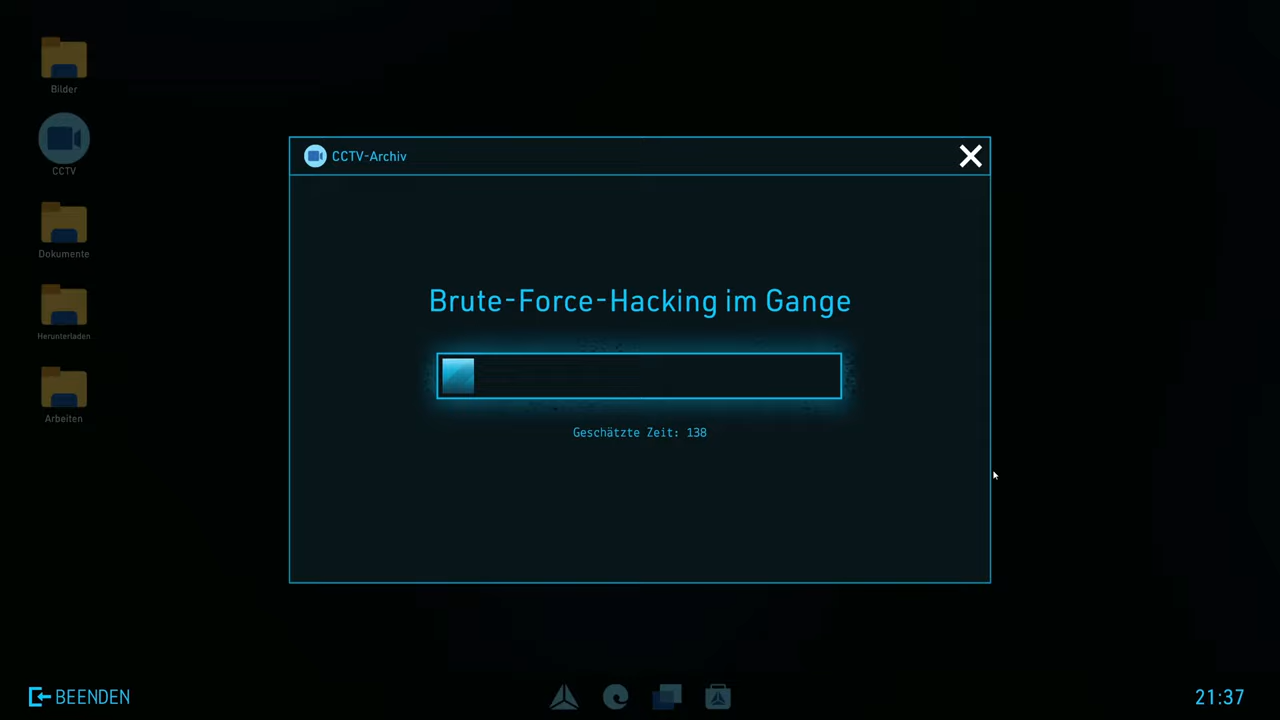 Bilder
CCTV
Dokumente
Herunterladen
Arbeiten
CCTV-Archiv
Brute-Force-Hacking im Gange
Geschätzte Zeit: 138
BEENDEN
21:37